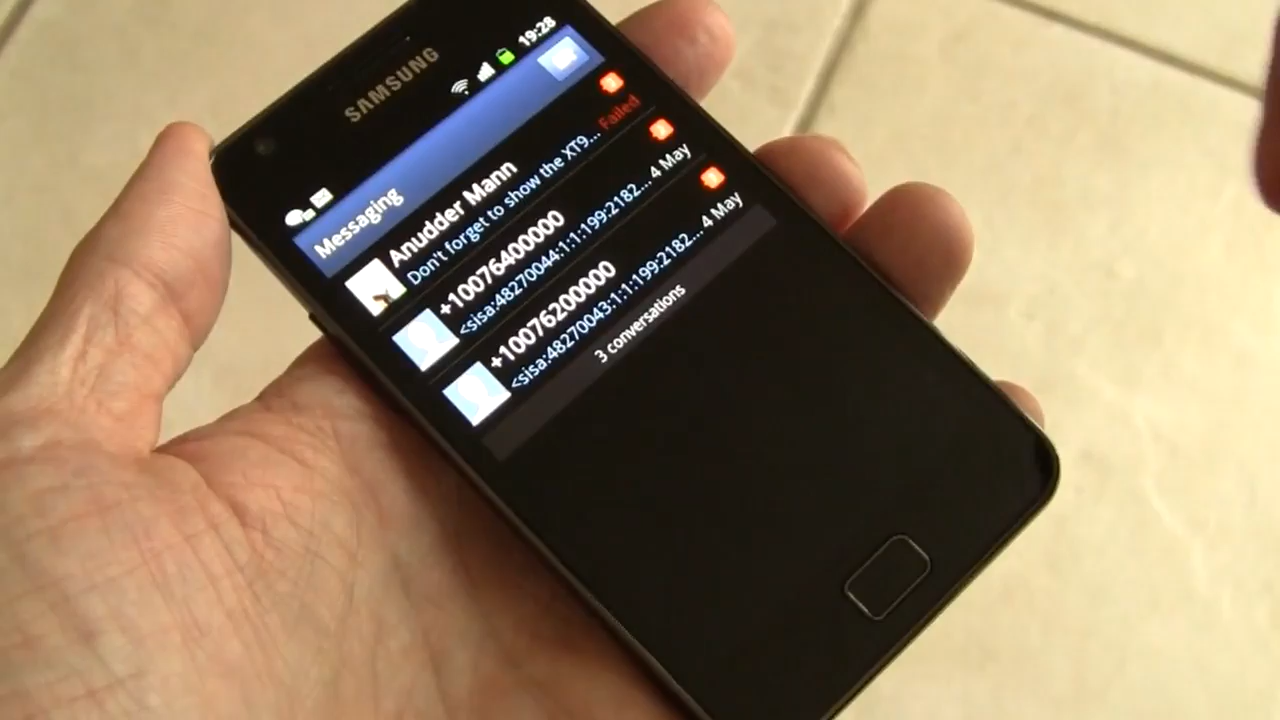 SAMSUNG
19:28
Messaging
Anudder Mann
Don't forget to show the XT9...
Failed
+10076400000
<sisa:48270044:1:1:199:2182...
4 May
+10076200000
<sisa:48270043:1:1:199:2182...
4 May
3 conversations